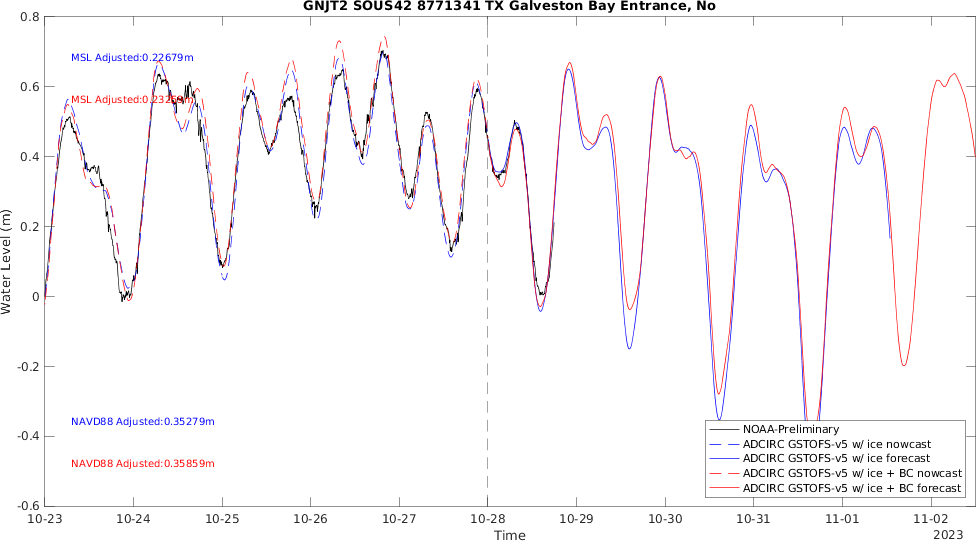 GNJT2 SOUS42 8771341 TX Galveston Bay Entrance, No
Water Level (m)
0.8
0.6
0.4
0.2
0
-0.2
-0.4
-0.6
MSL Adjusted:0.22679m
MSL Adjusted:
NAVD88 Adjusted:0.35279m
NAVD88 Adjusted:0.35859m
NOAA-Preliminary
ADCIRC GSTOFS-v5 w/ ice nowcast
ADCIRC GSTOFS-v5 w/ ice forecast
ADCIRC GSTOFS-v5 w/ ice + BC nowcast
ADCIRC GSTOFS-v5 w/ ice + BC forecast
10-23 10-24 10-25 10-26 10-27 10-28 10-29 10-30 10-31 11-01 11-02
Time
2023